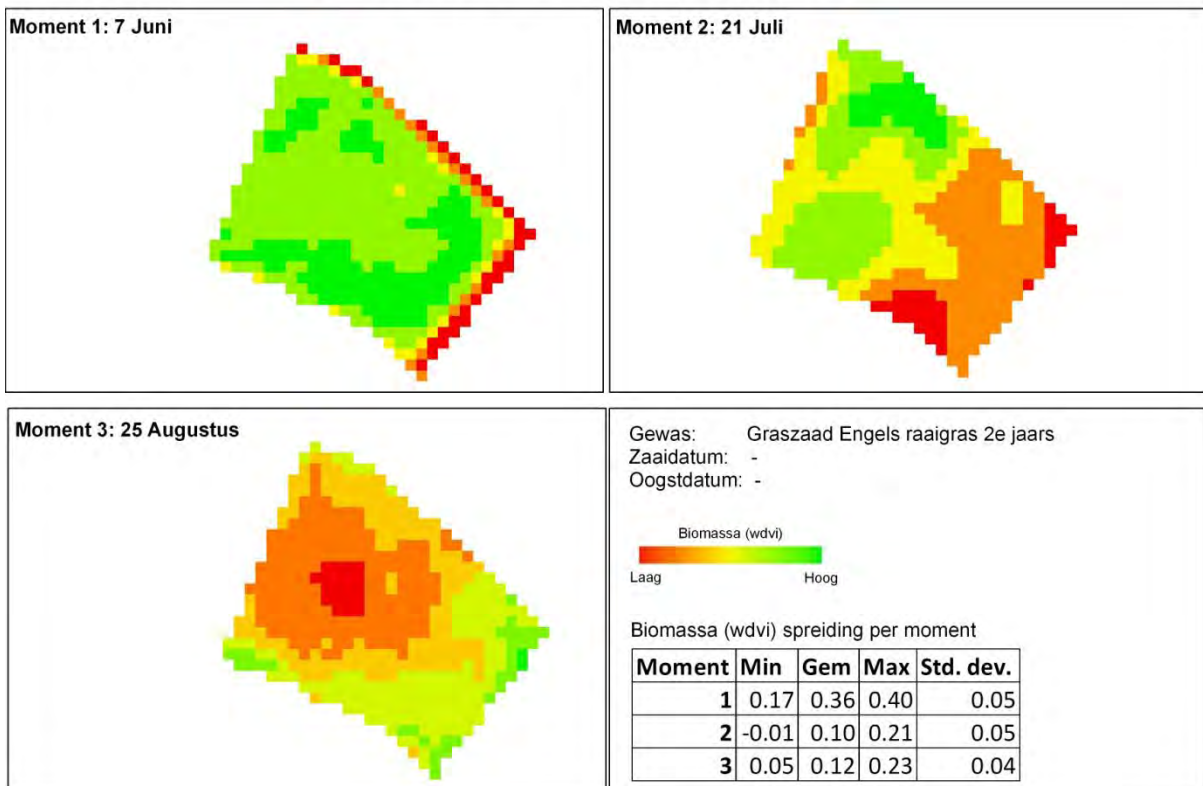 Moment 1: 7 Juni
Moment 2: 21 Juli
Moment 3: 25 Augustus
Gewas: Graszaad Engels raaigras 2e jaars
Zaaidatum: -
Oogstdatum: -
Biomassa (wdvi)
Laag Hoog
Biomassa (wdvi) spreiding per moment
Moment Min Gem Max Std. dev.
1 0.17 0.36 0.40 0.05
2 -0.01 0.10 0.21 0.05
3 0.05 0.12 0.23 0.04